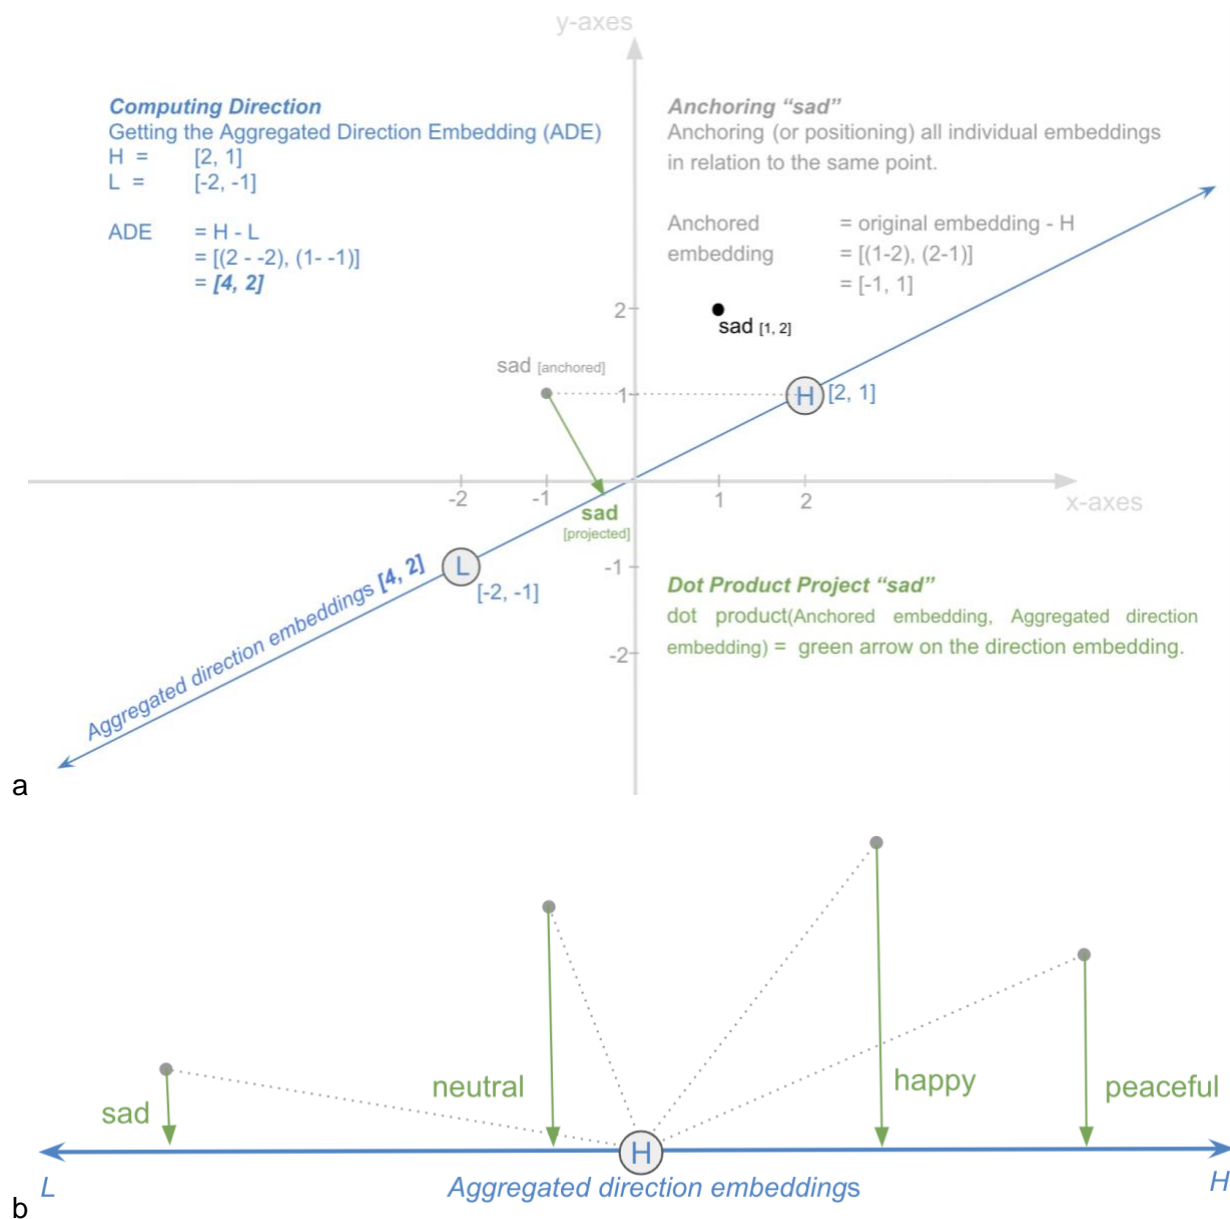 y-axes
Computing Direction
Getting the Aggregated Direction Embedding (ADE)
H = [2, 1]
L = [-2, -1]
ADE = H - L
= [(2 - -2), (1- -1)]
= [4, 2]
Anchoring “sad”
Anchoring (or positioning) all individual embeddings
in relation to the same point.
Anchored = original embedding - H
embedding = [(1-2), (2-1)]
= [-1, 1]
2
sad [1, 2]
sad [anchored]
1
H [2, 1]
-2 -1 1 2
x-axes
sad
[projected]
L
[-2, -1]
-1
-2
Aggregated direction embeddings [4, 2]
Dot Product Project “sad”
dot product(Anchored embedding, Aggregated direction
embedding) = green arrow on the direction embedding.
a
sad
neutral
happy
peaceful
H
L
Aggregated direction embeddings
H
b